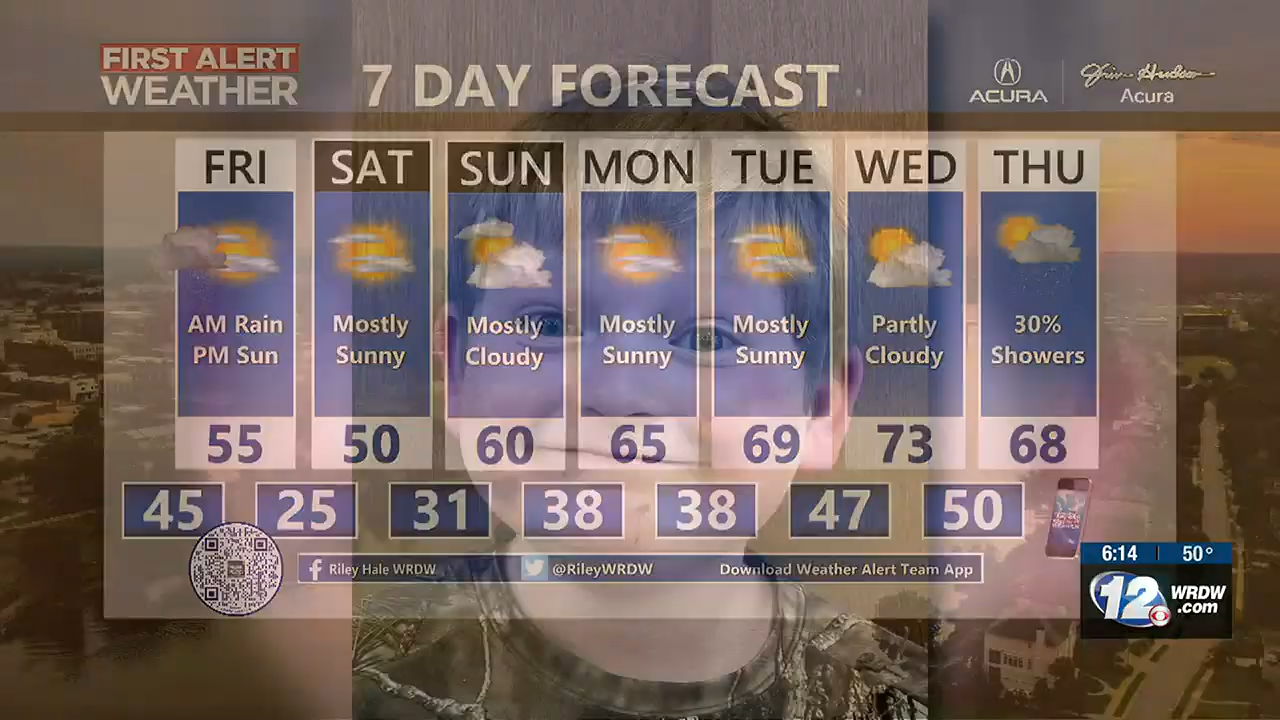 FIRST ALERT
WEATHER
7 DAY FORECAST
ACURA
Jim Hudson
Acura
FRI SAT SUN MON TUE WED THU
AM Rain
PM Sun
Mostly
Sunny
Mostly
Cloudy
Mostly
Sunny
Mostly
Sunny
Partly
Cloudy
30%
Showers
55 50 60 65 69 73 68
45 25 31 38 38 47 50
Riley Hale WRDW @RileyWRDW Download Weather Alert Team App
6:14 50°
12 WRDW
.com